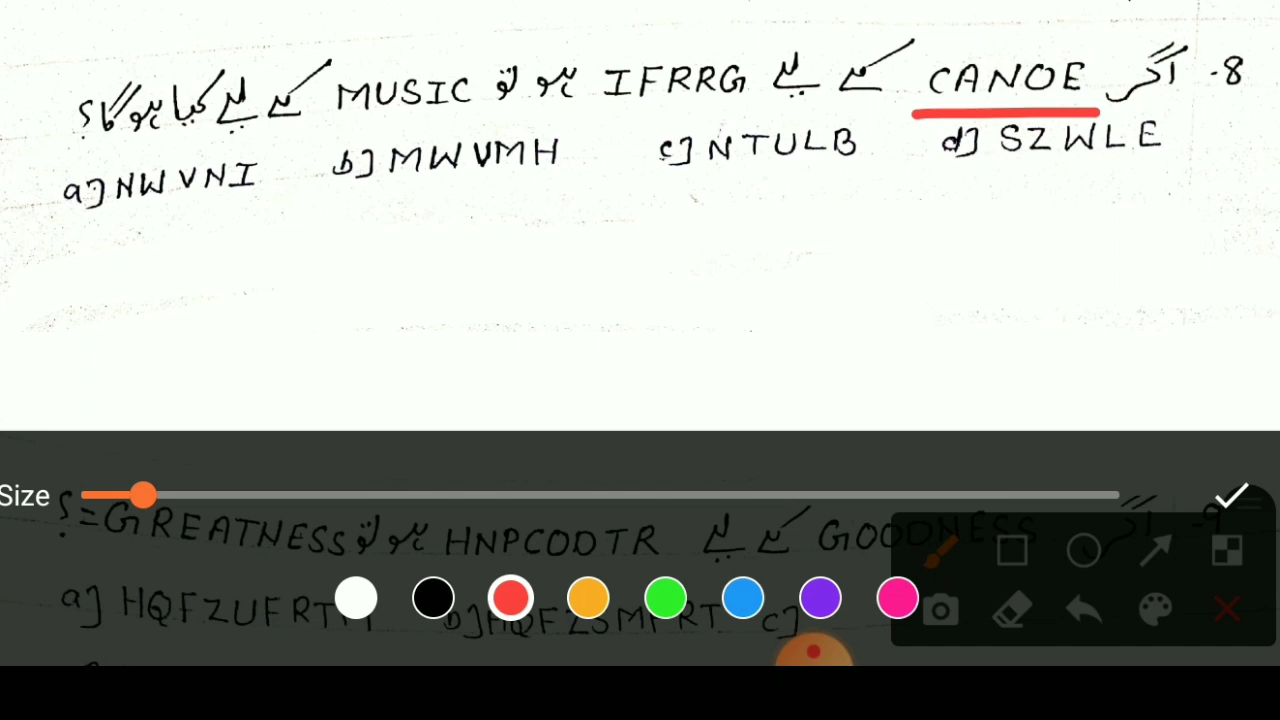 8. اگر CANOE کے لیے IFRRG ہو تو MUSIC کے لیے کیا ہوگا؟
a] NWVNI b] MWVMH c] NTULB d] SZWLE
Size
9. اگر GOODNESS کے لیے HNPCODTR ہو تو GREATNESS=؟
a] HQFZUFRT b] HQFZSMFRT c]